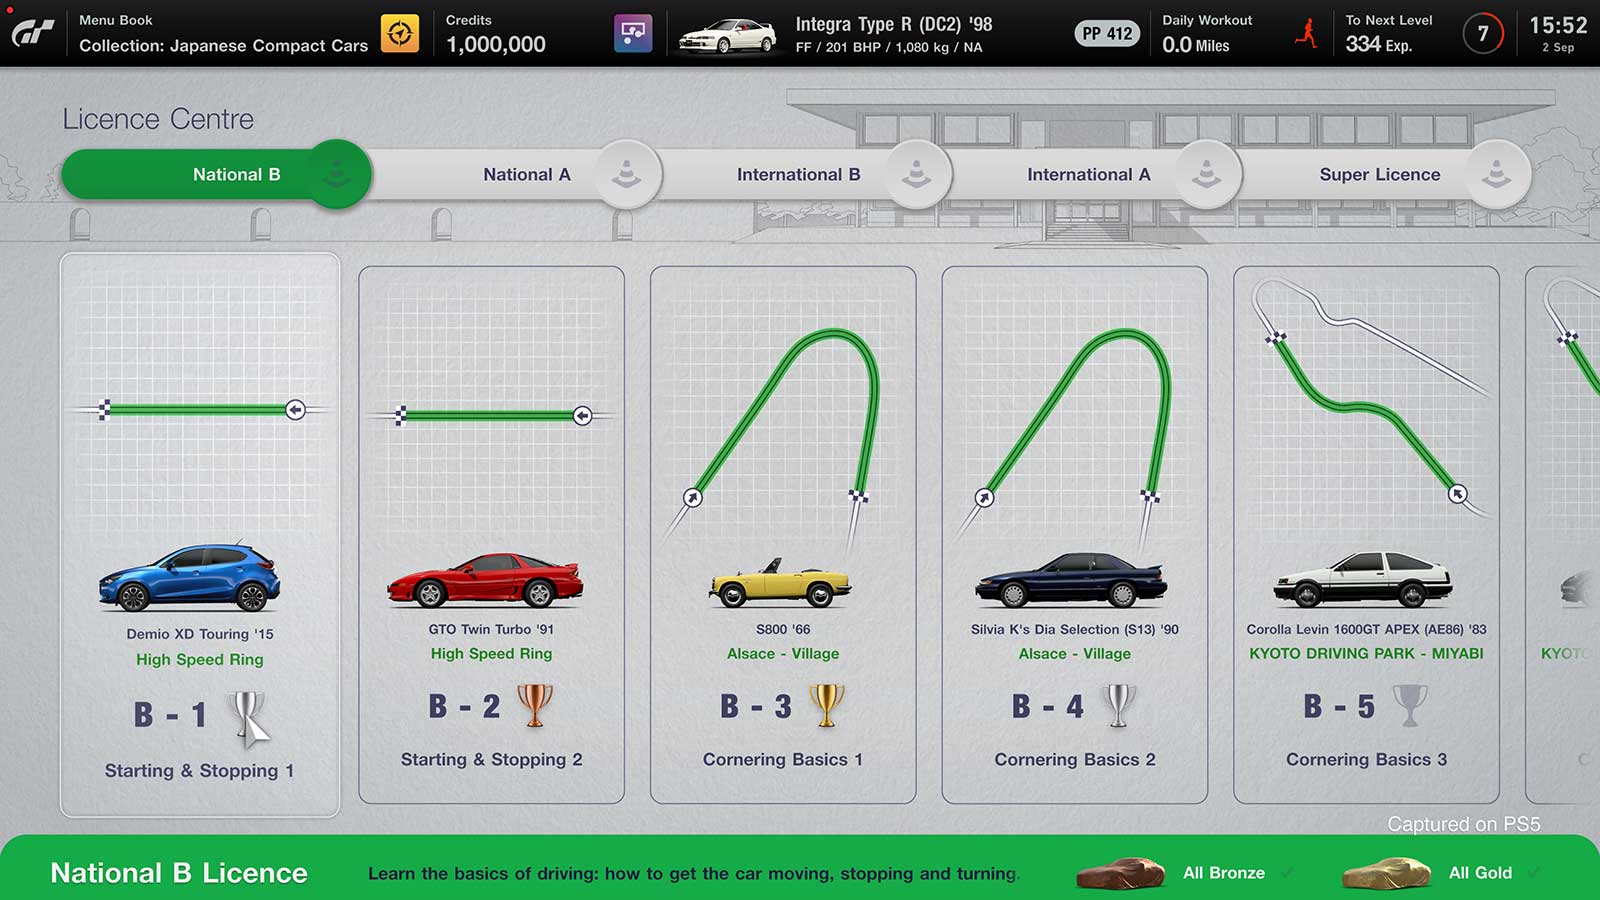 Menu Book
Collection: Japanese Compact Cars
Credits
1,000,000
Integra Type R (DC2) '98
FF / 201 BHP / 1,080 kg / NA
PP 412
Daily Workout
0.0 Miles
To Next Level
334 Exp.
7
15:52
2 Sep
Licence Centre
National B
National A
International B
International A
Super Licence
Demio XD Touring '15
High Speed Ring
B - 1
Starting & Stopping 1
GTO Twin Turbo '91
High Speed Ring
B - 2
Starting & Stopping 2
S800 '66
Alsace - Village
B - 3
Cornering Basics 1
Silvia K's Dia Selection (S13) '90
Alsace - Village
B - 4
Cornering Basics 2
Corolla Levin 1600GT APEX (AE86) '83
KYOTO DRIVING PARK - MIYABI
B - 5
Cornering Basics 3
KYOTO
Captured on PS5
National B Licence
Learn the basics of driving: how to get the car moving, stopping and turning.
All Bronze
All Gold